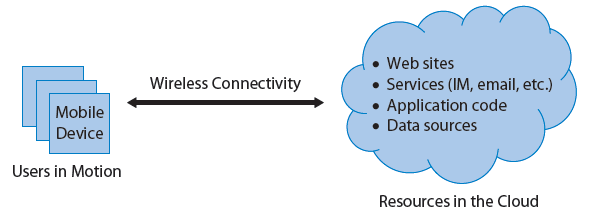 Mobile
Device
Users in Motion
Wireless Connectivity
• Web sites
• Services (IM, email, etc.)
• Application code
• Data sources
Resources in the Cloud